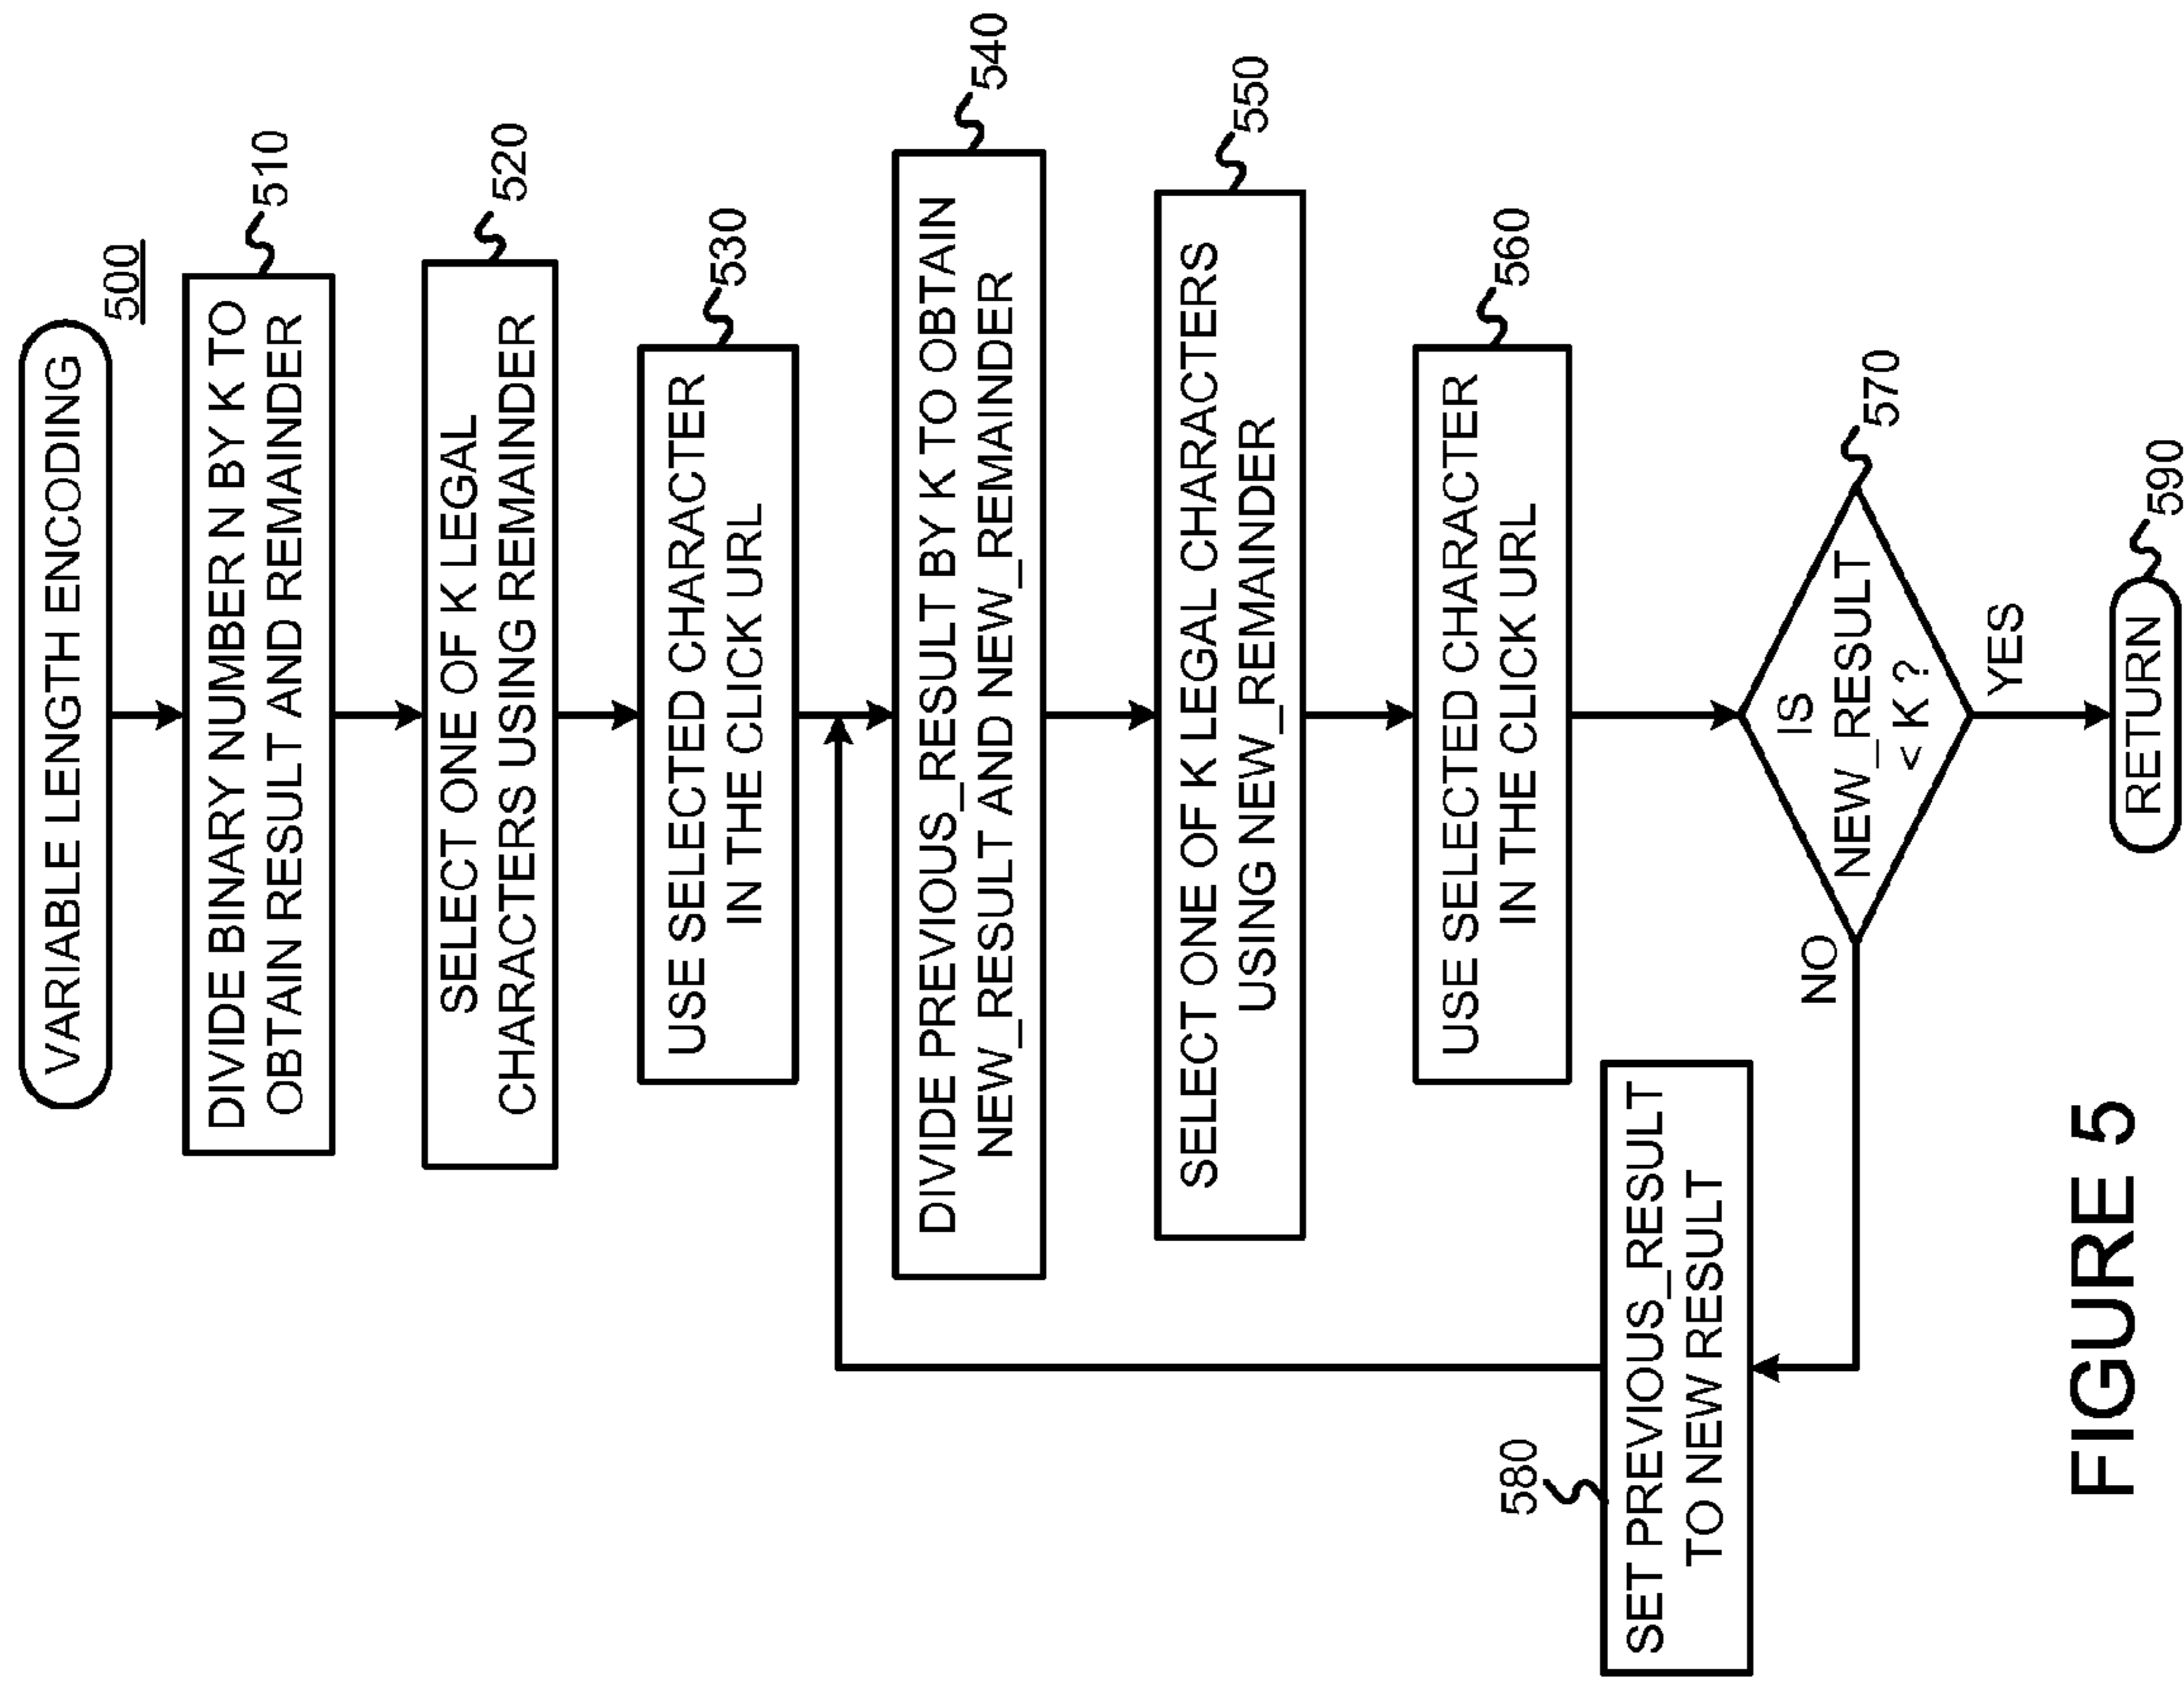 VARIABLE LENGTH ENCODING
500
DIVIDE BINARY NUMBER N BY K TO
OBTAIN RESULT AND REMAINDER
510
SELECT ONE OF K LEGAL
CHARACTERS USING REMAINDER
520
USE SELECTED CHARACTER
IN THE CLICK URL
530
DIVIDE PREVIOUS_RESULT BY K TO OBTAIN
NEW_RESULT AND NEW_REMAINDER
540
SELECT ONE OF K LEGAL CHARACTERS
USING NEW_REMAINDER
550
USE SELECTED CHARACTER
IN THE CLICK URL
560
IS
NEW_RESULT
< K ?
570
NO
YES
580
SET PREVIOUS_RESULT
TO NEW RESULT
RETURN
590
FIGURE 5